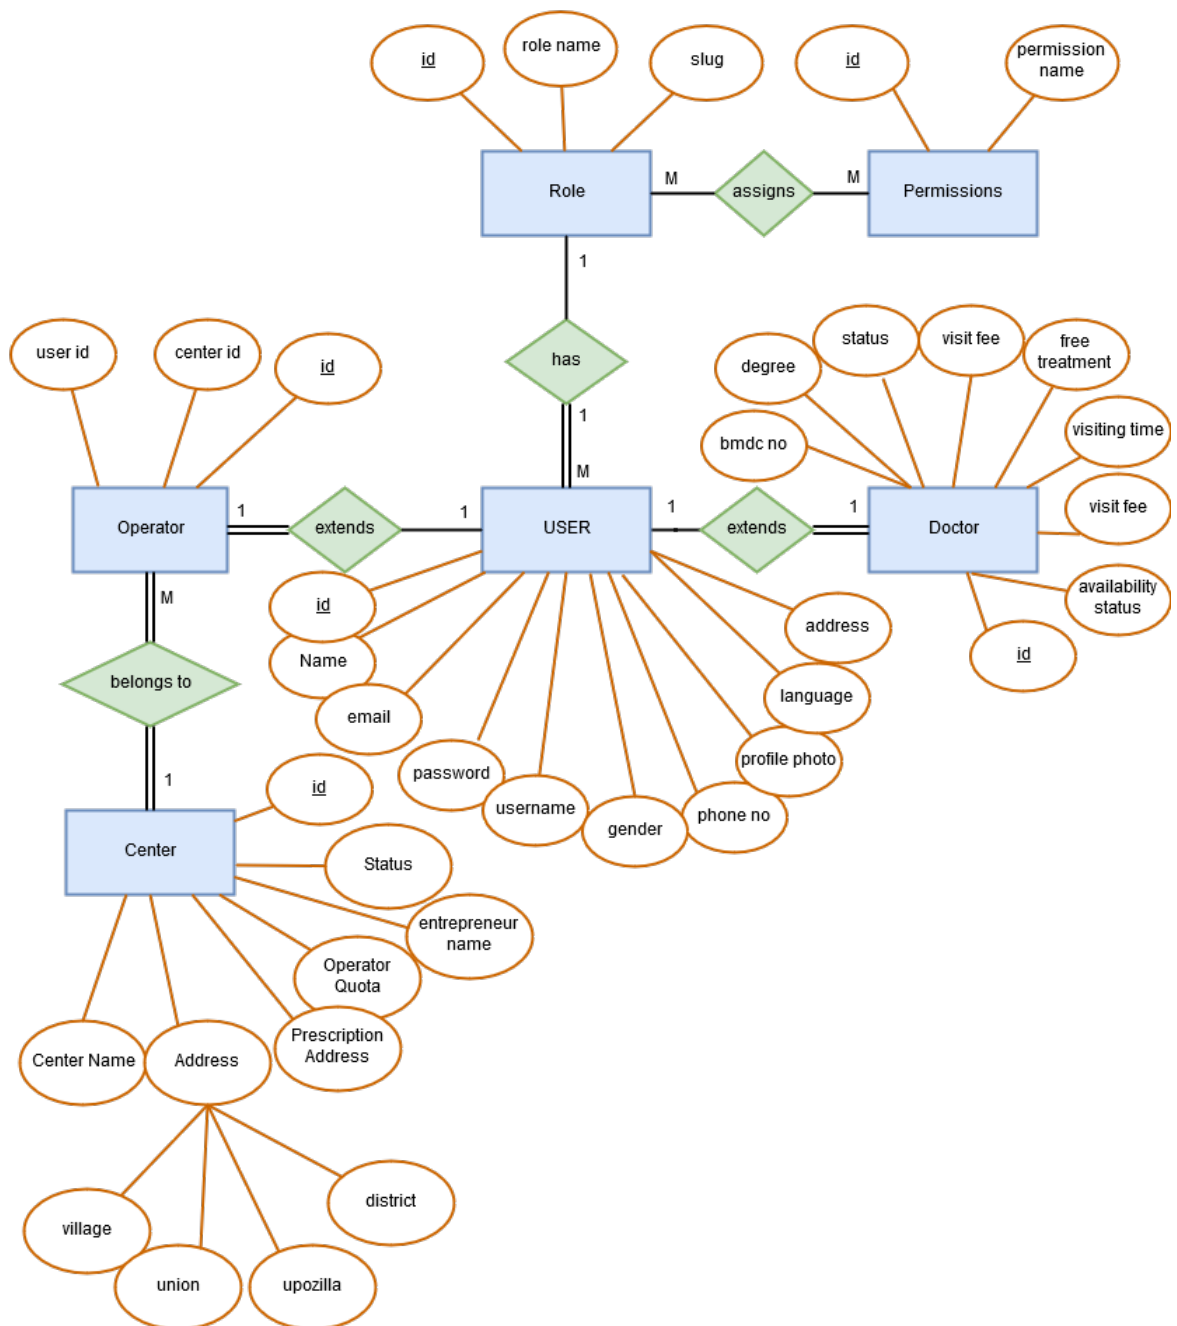 id
role name
slug
id
permission
name
Role
M
assigns
M
Permissions
1
user id
center id
id
has
degree
status
visit fee
free
treatment
bmdc no
visiting time
1
M
visit fee
Operator
1
extends
1
USER
1
extends
1
Doctor
M
id
Name
email
password
username
gender
phone no
profile photo
language
address
availability
status
id
belongs to
1
id
Center
Status
entrepreneur
name
Operator
Quota
Prescription
Address
Center Name
Address
village
union
upozilla
district